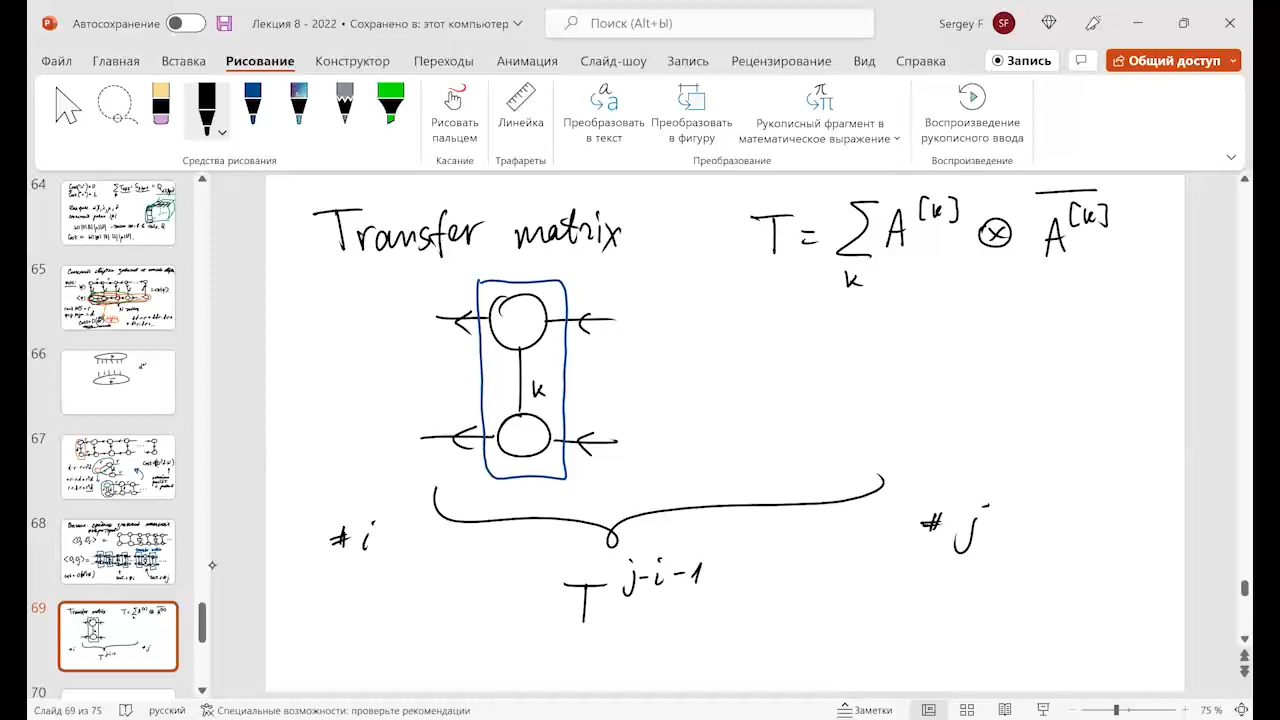 Автосохранение
Лекция 8 - 2022 • Сохранено в: этот компьютер
Поиск (Alt+Ы)
Sergey F
SF
Файл Главная Вставка Рисование Конструктор Переходы Анимация Слайд-шоу Запись Рецензирование Вид Справка
Запись
Общий доступ
Рисовать пальцем
Линейка
Преобразовать в текст
Преобразовать в фигуру
Рукописный фрагмент в математическое выражение
Воспроизведение рукописного ввода
Средства рисования
Касание
Трафареты
Преобразование
Воспроизведение
64
65
66
67
68
69
70
Transfer matrix
T = ∑_k A^[k] ⊗ \overline{A^[k]}
k
# i
# j
T^{j-i-1}
Слайд 69 из 75
русский
Специальные возможности: проверьте рекомендации
Заметки
75 %